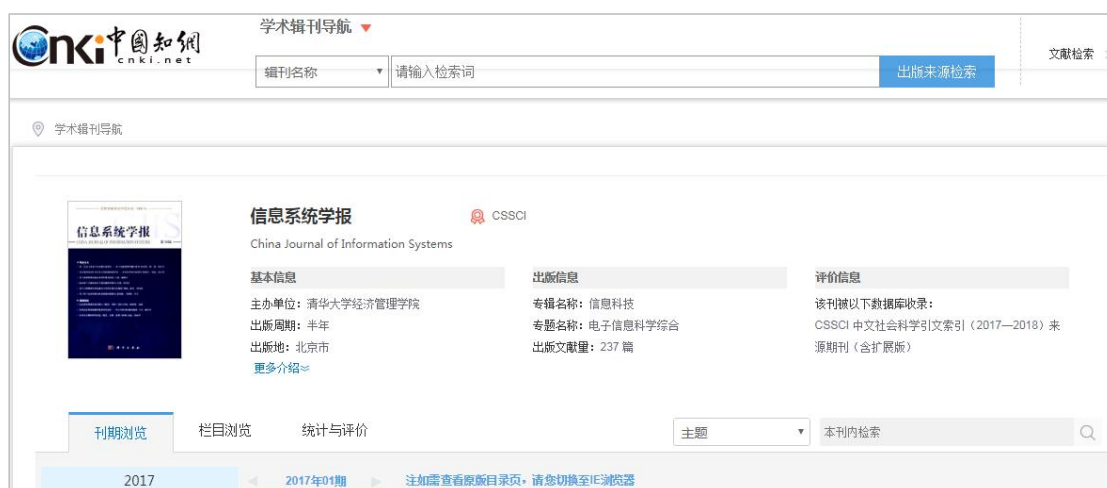 Cnki中国知网
cnki.net
学术辑刊导航 ▼
辑刊名称 ▼ 请输入检索词 出版来源检索
文献检索
学术辑刊导航
信息系统学报
信息系统学报 CSSCI
China Journal of Information Systems
基本信息 出版信息 评价信息
主办单位：清华大学经济管理学院 专辑名称：信息科技 该刊被以下数据库收录：
出版周期：半年 专题名称：电子信息科学综合 CSSCI 中文社会科学引文索引（2017—2018）来
出版地：北京市 出版文献量：237 篇 源期刊（含扩展版）
更多介绍
刊期浏览 栏目浏览 统计与评价 主题 ▼ 本刊内检索
2017 2017年01期 注如需查看原版目录页，请您切换至IE浏览器